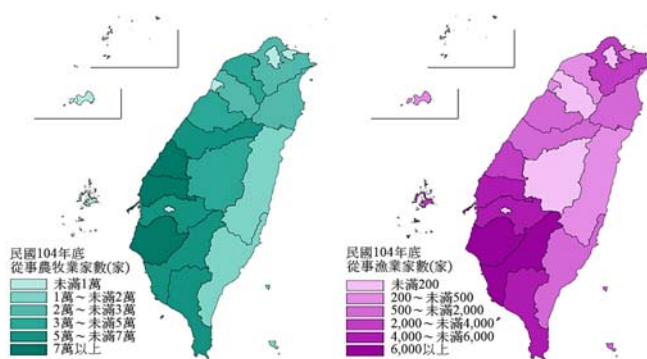 民國104年底
從事農牧業家數(家)
未滿1萬
1萬～未滿2萬
2萬～未滿3萬
3萬～未滿5萬
5萬～未滿7萬
7萬以上
民國104年底
從事漁業家數(家)
未滿200
200～未滿500
500～未滿2,000
2,000～未滿4,000
4,000～未滿6,000
6,000以上